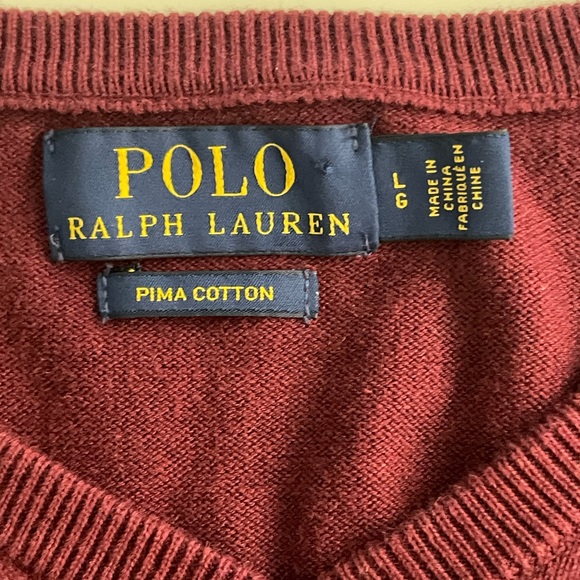 POLO
RALPH LAUREN
PIMA COTTON
L
G
MADE IN
CHINA
FABRIQUÉ EN
CHINE